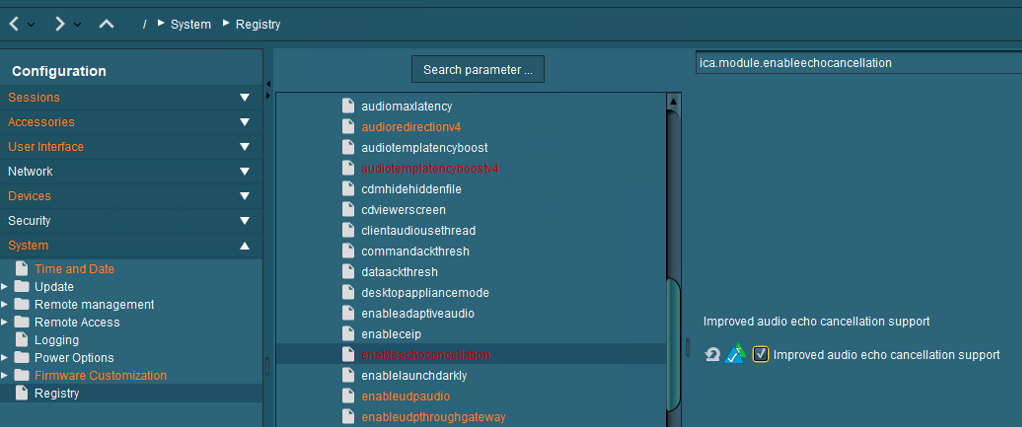 / System Registry
Configuration
Sessions
Accessories
User Interface
Network
Devices
Security
System
Time and Date
Update
Remote management
Remote Access
Logging
Power Options
Firmware Customization
Registry
Search parameter ...
audiomaxlatency
audioredirectionv4
audiotemplatencyboost
audiotemplatencyboostv4
cdmhidehiddenfile
cdviewerscreen
clientaudiousethread
commandackthresh
dataackthresh
desktopappliancemode
enableadaptiveaudio
enableceip
enableechocancellation
enablelaunchdarkly
enableudpaudio
enableudpthroughgateway
ica.module.enableechocancellation
Improved audio echo cancellation support
Improved audio echo cancellation support